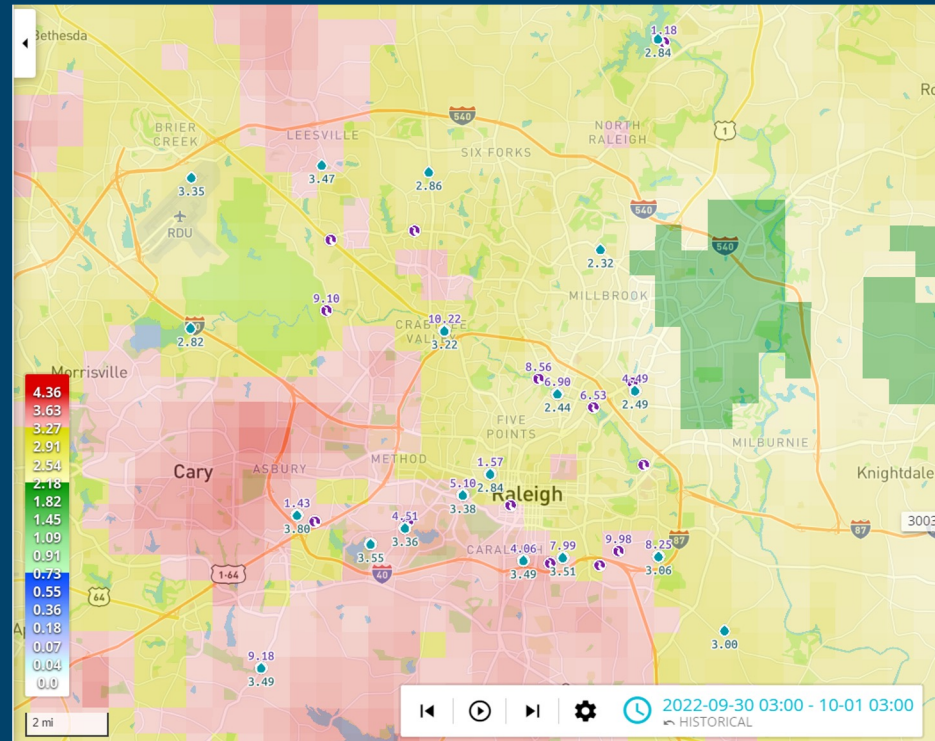 Bethesda
1.18
2.84
BRIER
CREEK
LEESVILLE
540
SIX FORKS
NORTH
RALEIGH
1
3.35
3.47
2.86
RDU
540
540
2.32
MILLBROOK
9.10
10.22
CRABTREE
VALLEY
3.22
2.82
Morrisville
8.56
6.90
2.44
6.53
4.49
2.49
FIVE
POINTS
MILBURNIE
4.36
3.63
3.27
2.91
2.54
2.18
1.82
1.45
1.09
0.91
0.73
0.55
0.36
0.18
0.07
0.04
0.0
Cary
ASBURY
METHOD
1.57
2.84
Raleigh
5.10
3.38
Knightdale
1.43
3.80
4.51
3.36
3003
87
87
3.55
40
4.06
3.49
7.99
3.51
9.98
8.25
3.06
1-64
64
3.00
9.18
3.49
2 mi
2022-09-30 03:00 - 10-01 03:00
HISTORICAL